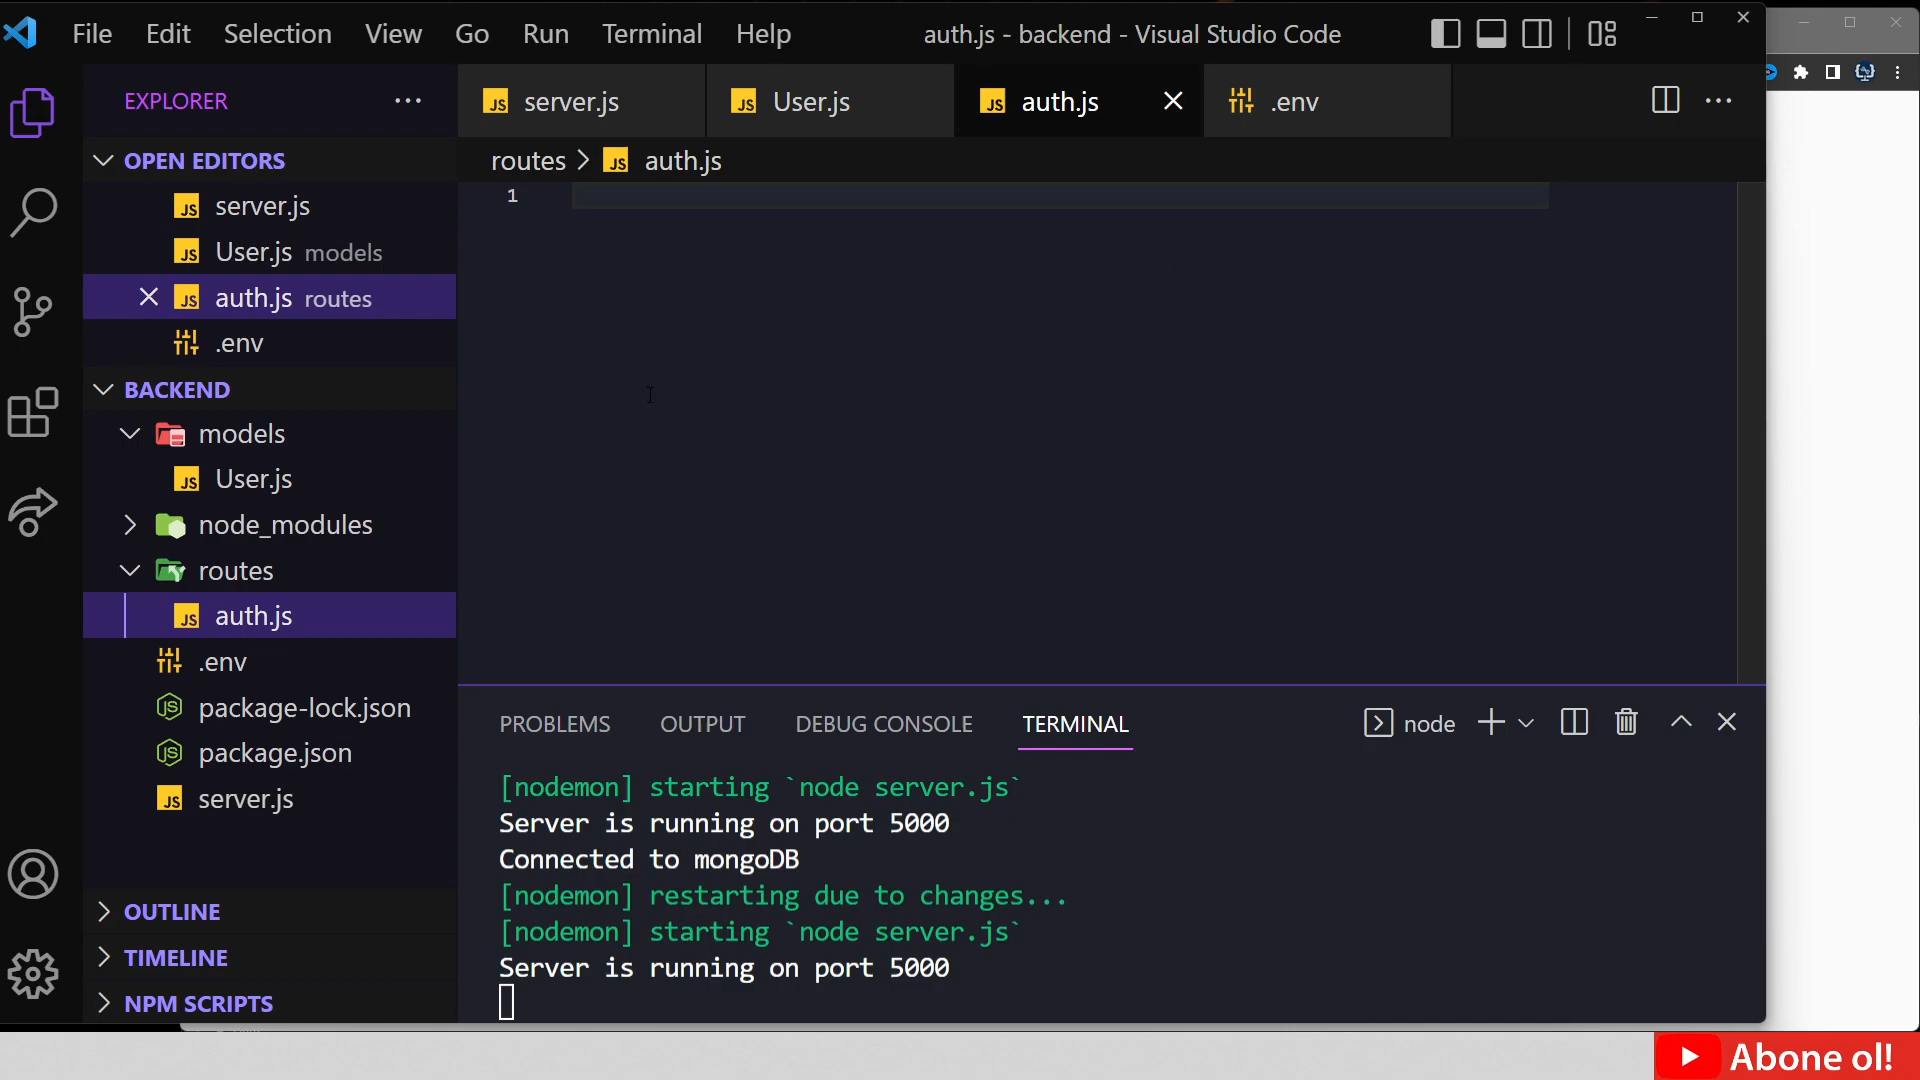 File Edit Selection View Go Run Terminal Help auth.js - backend - Visual Studio Code
EXPLORER
server.js User.js auth.js .env
OPEN EDITORS
routes > auth.js
server.js
User.js models
auth.js routes
.env
1
BACKEND
models
User.js
node_modules
routes
auth.js
.env
package-lock.json
package.json
server.js
OUTLINE
TIMELINE
NPM SCRIPTS
PROBLEMS OUTPUT DEBUG CONSOLE TERMINAL node
[nodemon] starting `node server.js`
Server is running on port 5000
Connected to mongoDB
[nodemon] restarting due to changes...
[nodemon] starting `node server.js`
Server is running on port 5000
Abone ol!